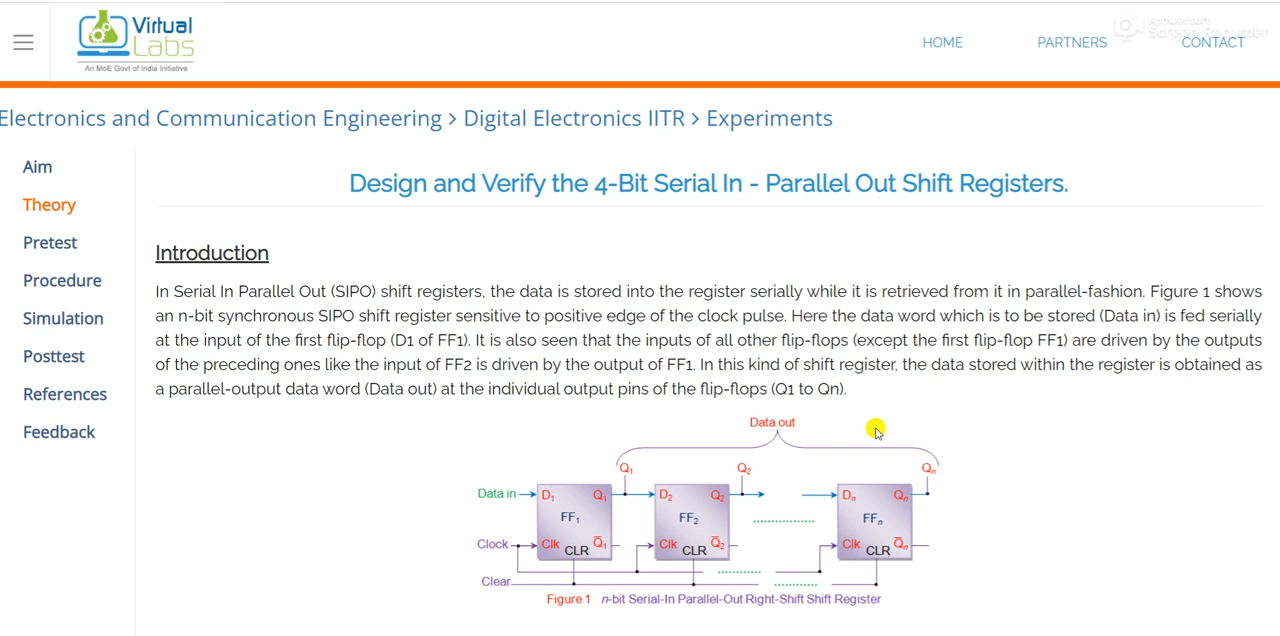 Virtual
Labs
An MoE Govt of India Initiative
HOME
PARTNERS
CONTACT
Apowersoft
Screen Recorder
Electronics and Communication Engineering > Digital Electronics IITR > Experiments
Aim
Theory
Pretest
Procedure
Simulation
Posttest
References
Feedback
Design and Verify the 4-Bit Serial In - Parallel Out Shift Registers.
Introduction
In Serial In Parallel Out (SIPO) shift registers, the data is stored into the register serially while it is retrieved from it in parallel-fashion. Figure 1 shows
an n-bit synchronous SIPO shift register sensitive to positive edge of the clock pulse. Here the data word which is to be stored (Data in) is fed serially
at the input of the first flip-flop (D1 of FF1). It is also seen that the inputs of all other flip-flops (except the first flip-flop FF1) are driven by the outputs
of the preceding ones like the input of FF2 is driven by the output of FF1. In this kind of shift register, the data stored within the register is obtained as
a parallel-output data word (Data out) at the individual output pins of the flip-flops (Q1 to Qn).
Data out
Q₁ Q₂ Qₙ
Data in D₁ Q₁ D₂ Q₂ Dₙ Qₙ
FF₁ FF₂ FFₙ
Clock Clk CLR Q̅₁ Clk CLR Q̅₂ Clk CLR Q̅ₙ
Clear
Figure 1 n-bit Serial-In Parallel-Out Right-Shift Shift Register